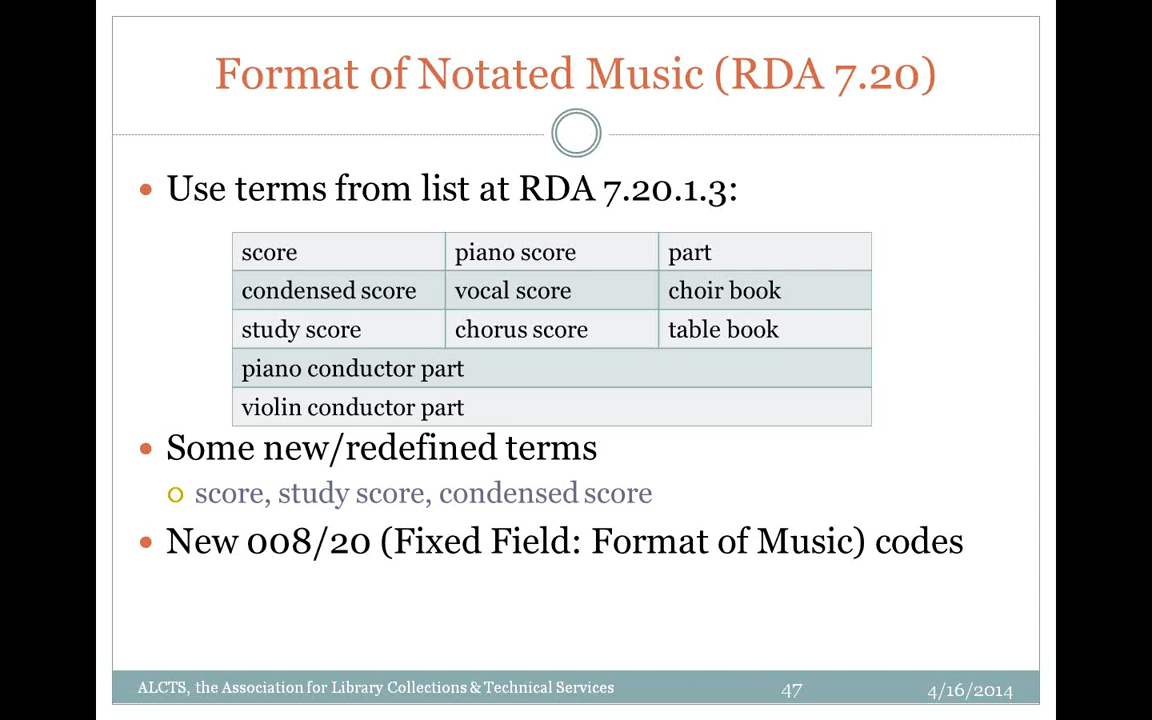 Format of Notated Music (RDA 7.20)
• Use terms from list at RDA 7.20.1.3:
score piano score part
condensed score vocal score choir book
study score chorus score table book
piano conductor part
violin conductor part
• Some new/redefined terms
o score, study score, condensed score
• New 008/20 (Fixed Field: Format of Music) codes
ALCTS, the Association for Library Collections & Technical Services 47 4/16/2014